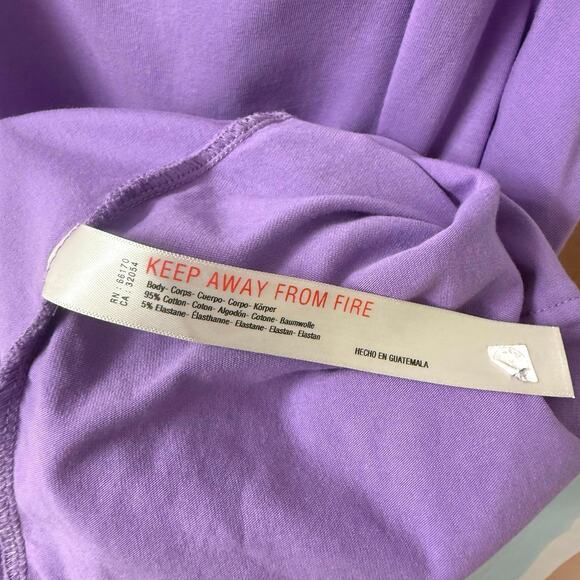 RN : 66170
CA : 32054
KEEP AWAY FROM FIRE
Body- Corps- Cuerpo- Corpo- Körper
95% Cotton- Coton- Algodón- Cotone- Baumwolle
5% Elastane- Élasthanne- Elastane- Elastan- Elastan
HECHO EN GUATEMALA